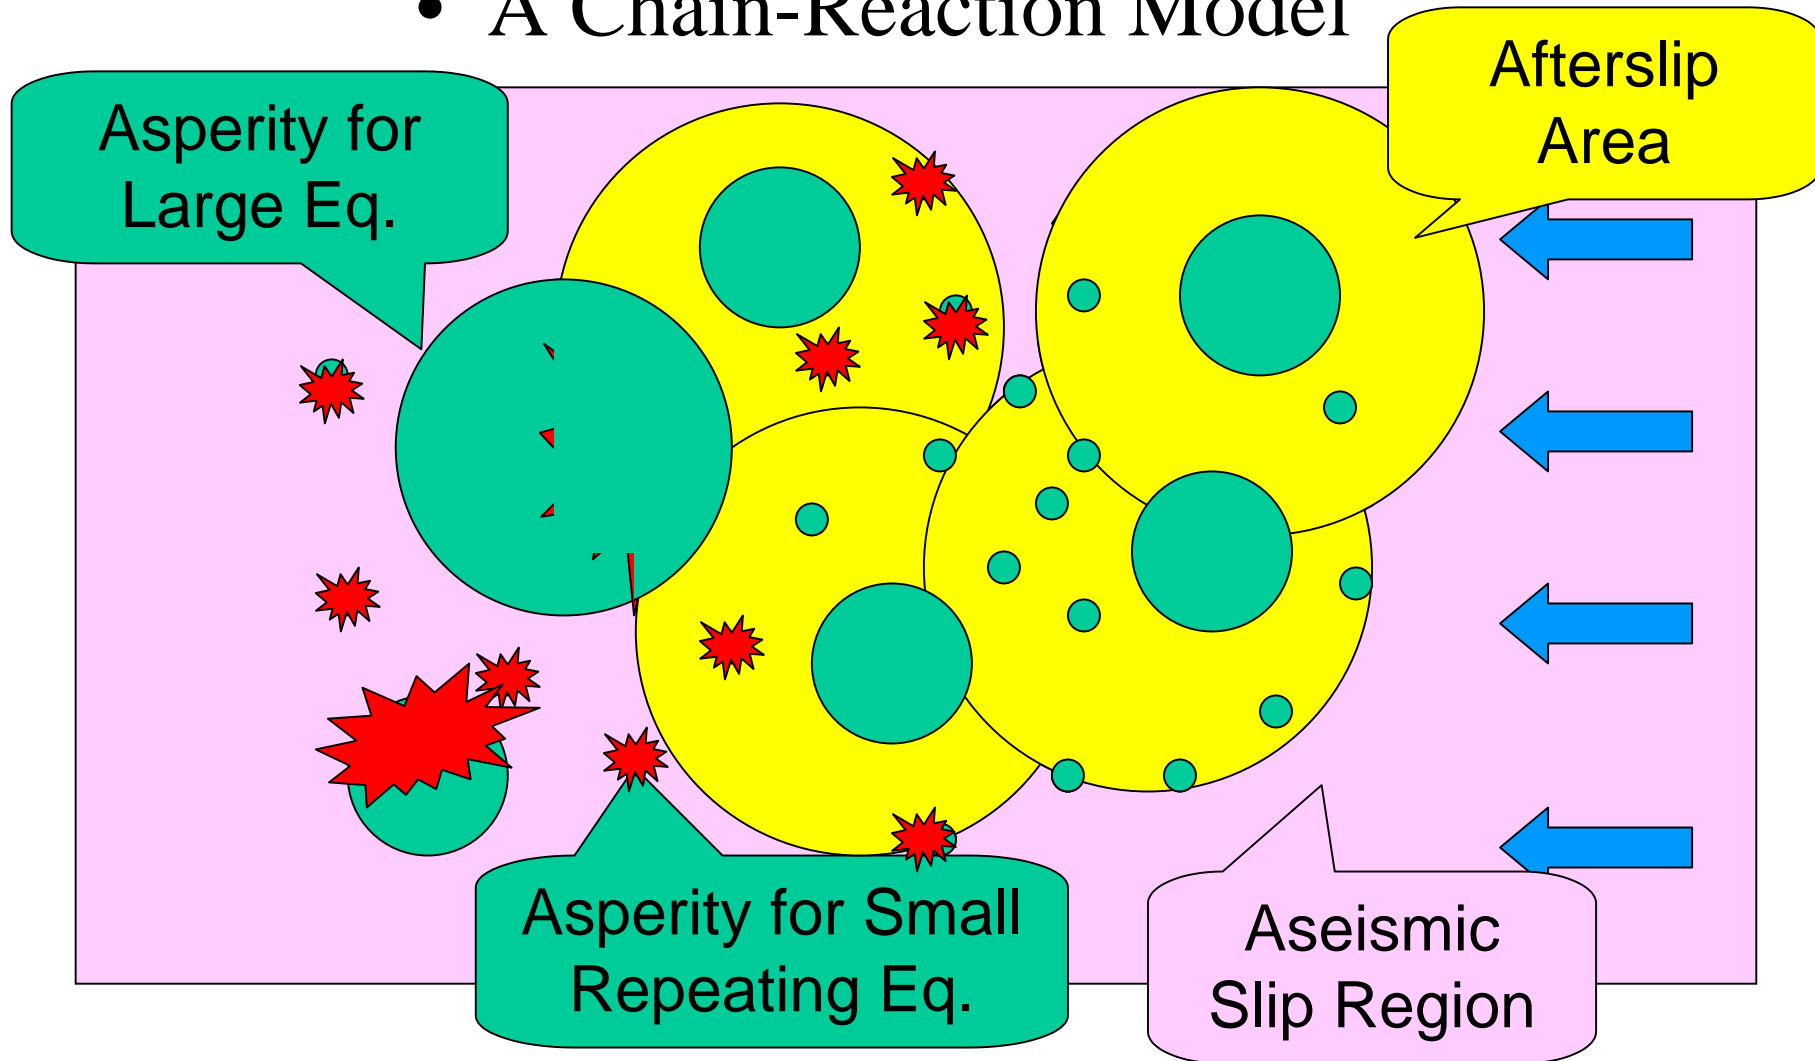 • A Chain-Reaction Model
Asperity for
Large Eq.
Afterslip
Area
Asperity for Small
Repeating Eq.
Aseismic
Slip Region